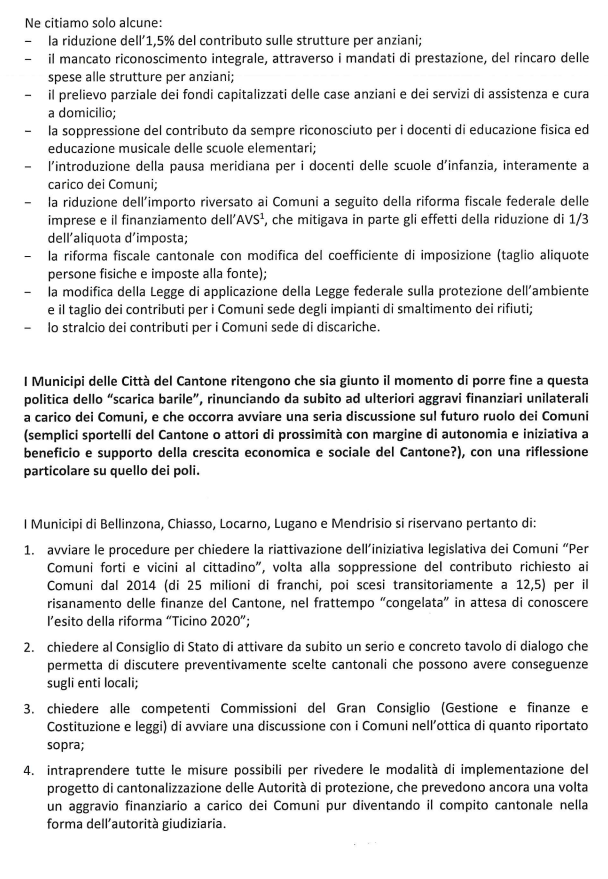 Ne citiamo solo alcune:
– la riduzione dell'1,5% del contributo sulle strutture per anziani;
– il mancato riconoscimento integrale, attraverso i mandati di prestazione, del rincaro delle
spese alle strutture per anziani;
– il prelievo parziale dei fondi capitalizzati delle case anziani e dei servizi di assistenza e cura
a domicilio;
– la soppressione del contributo da sempre riconosciuto per i docenti di educazione fisica ed
educazione musicale delle scuole elementari;
– l'introduzione della pausa meridiana per i docenti delle scuole d'infanzia, interamente a
carico dei Comuni;
– la riduzione dell'importo riversato ai Comuni a seguito della riforma fiscale federale delle
imprese e il finanziamento dell'AVS¹, che mitigava in parte gli effetti della riduzione di 1/3
dell'aliquota d'imposta;
– la riforma fiscale cantonale con modifica del coefficiente di imposizione (taglio aliquote
persone fisiche e imposte alla fonte);
– la modifica della Legge di applicazione della Legge federale sulla protezione dell'ambiente
e il taglio dei contributi per i Comuni sede degli impianti di smaltimento dei rifiuti;
– lo stralcio dei contributi per i Comuni sede di discariche.
I Municipi delle Città del Cantone ritengono che sia giunto il momento di porre fine a questa
politica dello "scarica barile", rinunciando da subito ad ulteriori aggravi finanziari unilaterali
a carico dei Comuni, e che occorra avviare una seria discussione sul futuro ruolo dei Comuni
(semplici sportelli del Cantone o attori di prossimità con margine di autonomia e iniziativa a
beneficio e supporto della crescita economica e sociale del Cantone?), con una riflessione
particolare su quello dei poli.
I Municipi di Bellinzona, Chiasso, Locarno, Lugano e Mendrisio si riservano pertanto di:
1. avviare le procedure per chiedere la riattivazione dell'iniziativa legislativa dei Comuni "Per
Comuni forti e vicini al cittadino", volta alla soppressione del contributo richiesto ai
Comuni dal 2014 (di 25 milioni di franchi, poi scesi transitoriamente a 12,5) per il
risanamento delle finanze del Cantone, nel frattempo "congelata" in attesa di conoscere
l'esito della riforma "Ticino 2020";
2. chiedere al Consiglio di Stato di attivare da subito un serio e concreto tavolo di dialogo che
permetta di discutere preventivamente scelte cantonali che possono avere conseguenze
sugli enti locali;
3. chiedere alle competenti Commissioni del Gran Consiglio (Gestione e finanze e
Costituzione e leggi) di avviare una discussione con i Comuni nell'ottica di quanto riportato
sopra;
4. intraprendere tutte le misure possibili per rivedere le modalità di implementazione del
progetto di cantonalizzazione delle Autorità di protezione, che prevedono ancora una volta
un aggravio finanziario a carico dei Comuni pur diventando il compito cantonale nella
forma dell'autorità giudiziaria.